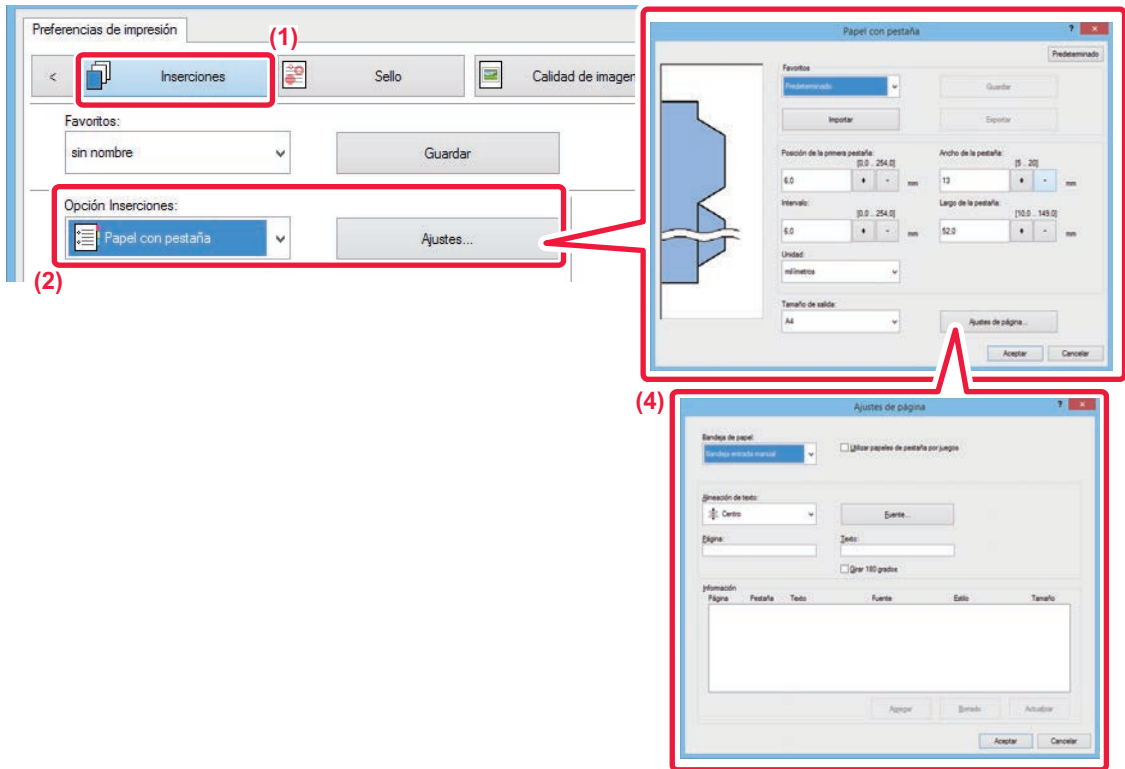 Preferencias de impresión
(1)
<
Inserciones
Sello
Calidad de imagen
Favoritos:
sin nombre
Guardar
Opción Inserciones:
Papel con pestaña
Ajustes...
(2)
Papel con pestaña
?
×
Predeterminado
Favoritos
Predeterminado
Guardar
Importar
Exportar
Posición de la primera pestaña:
[0,0 .. 254,0]
6.0
+
-
mm
Ancho de la pestaña:
[5 .. 20]
13
+
-
mm
Intervalo:
[0,0 .. 254,0]
6.0
+
-
mm
Largo de la pestaña:
[10,0 .. 149,0]
52.0
+
-
mm
Unidad:
milímetros
Tamaño de salida:
A4
Ajustes de página...
Aceptar
Cancelar
(4)
Ajustes de página
?
×
Bandeja de papel:
Bandeja entrada manual
Utilizar papeles de pestaña por juegos
Alineación de texto:
Centro
Fuente...
Página:
Texto:
Girar 180 grados
Información
Página
Pestaña
Texto
Fuente
Estilo
Tamaño
Agregar
Borrado
Actualizar
Aceptar
Cancelar